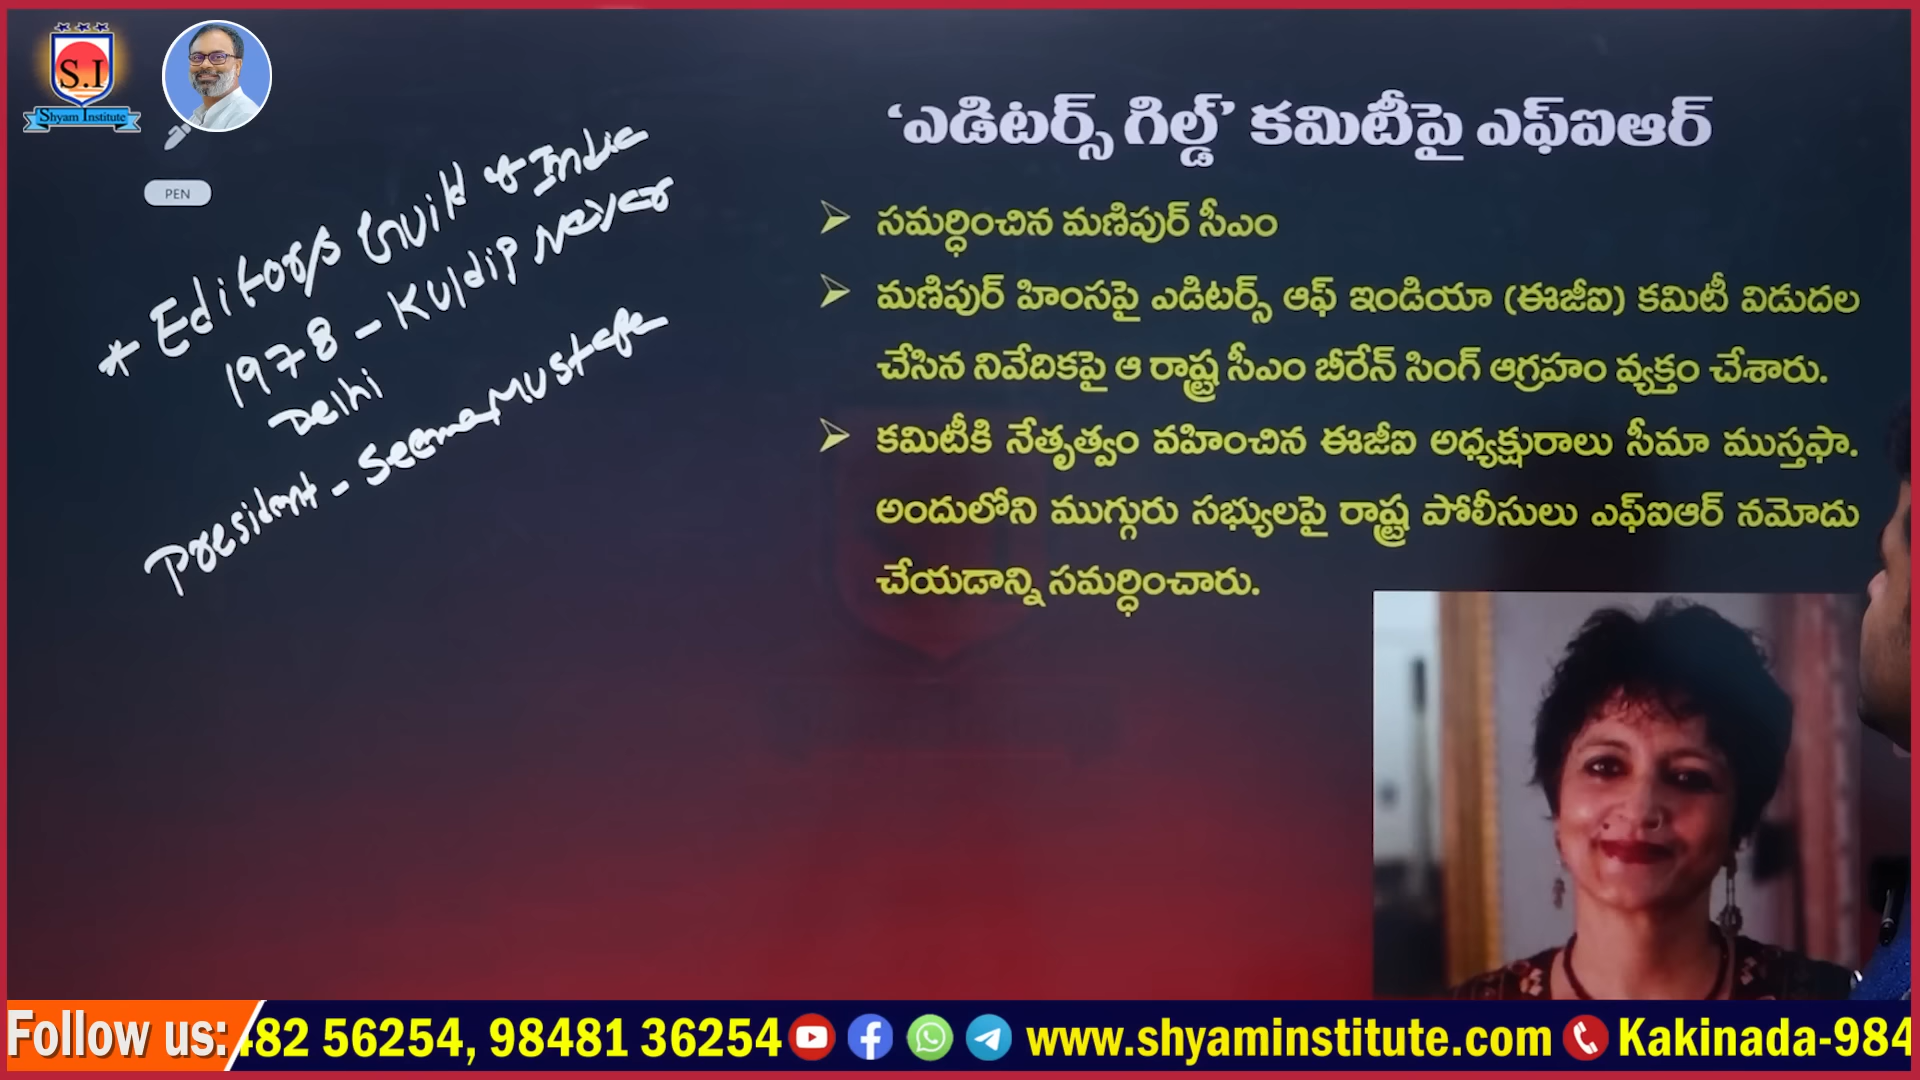 S.I
Shyam Institute
PEN
* Editors Guild of India
1978 - Kuldip Nayar
Delhi
President - Seema Mustafa
‘ఎడిటర్స్ గిల్డ్’ కమిటీపై ఎఫ్ఐఆర్
సమర్ధించిన మణిపుర్ సీఎం
మణిపుర్ హింసపై ఎడిటర్స్ ఆఫ్ ఇండియా (ఈజీఐ) కమిటీ విడుదల
చేసిన నివేదికపై ఆ రాష్ట్ర సీఎం బీరేన్ సింగ్ ఆగ్రహం వ్యక్తం చేశారు.
కమిటీకి నేతృత్వం వహించిన ఈజీఐ అధ్యక్షురాలు సీమా ముస్తఫా.
అందులోని ముగ్గురు సభ్యులపై రాష్ట్ర పోలీసులు ఎఫ్ఐఆర్ నమోదు
చేయడాన్ని సమర్ధించారు.
Follow us: 482 56254, 98481 36254 www.shyaminstitute.com Kakinada-984